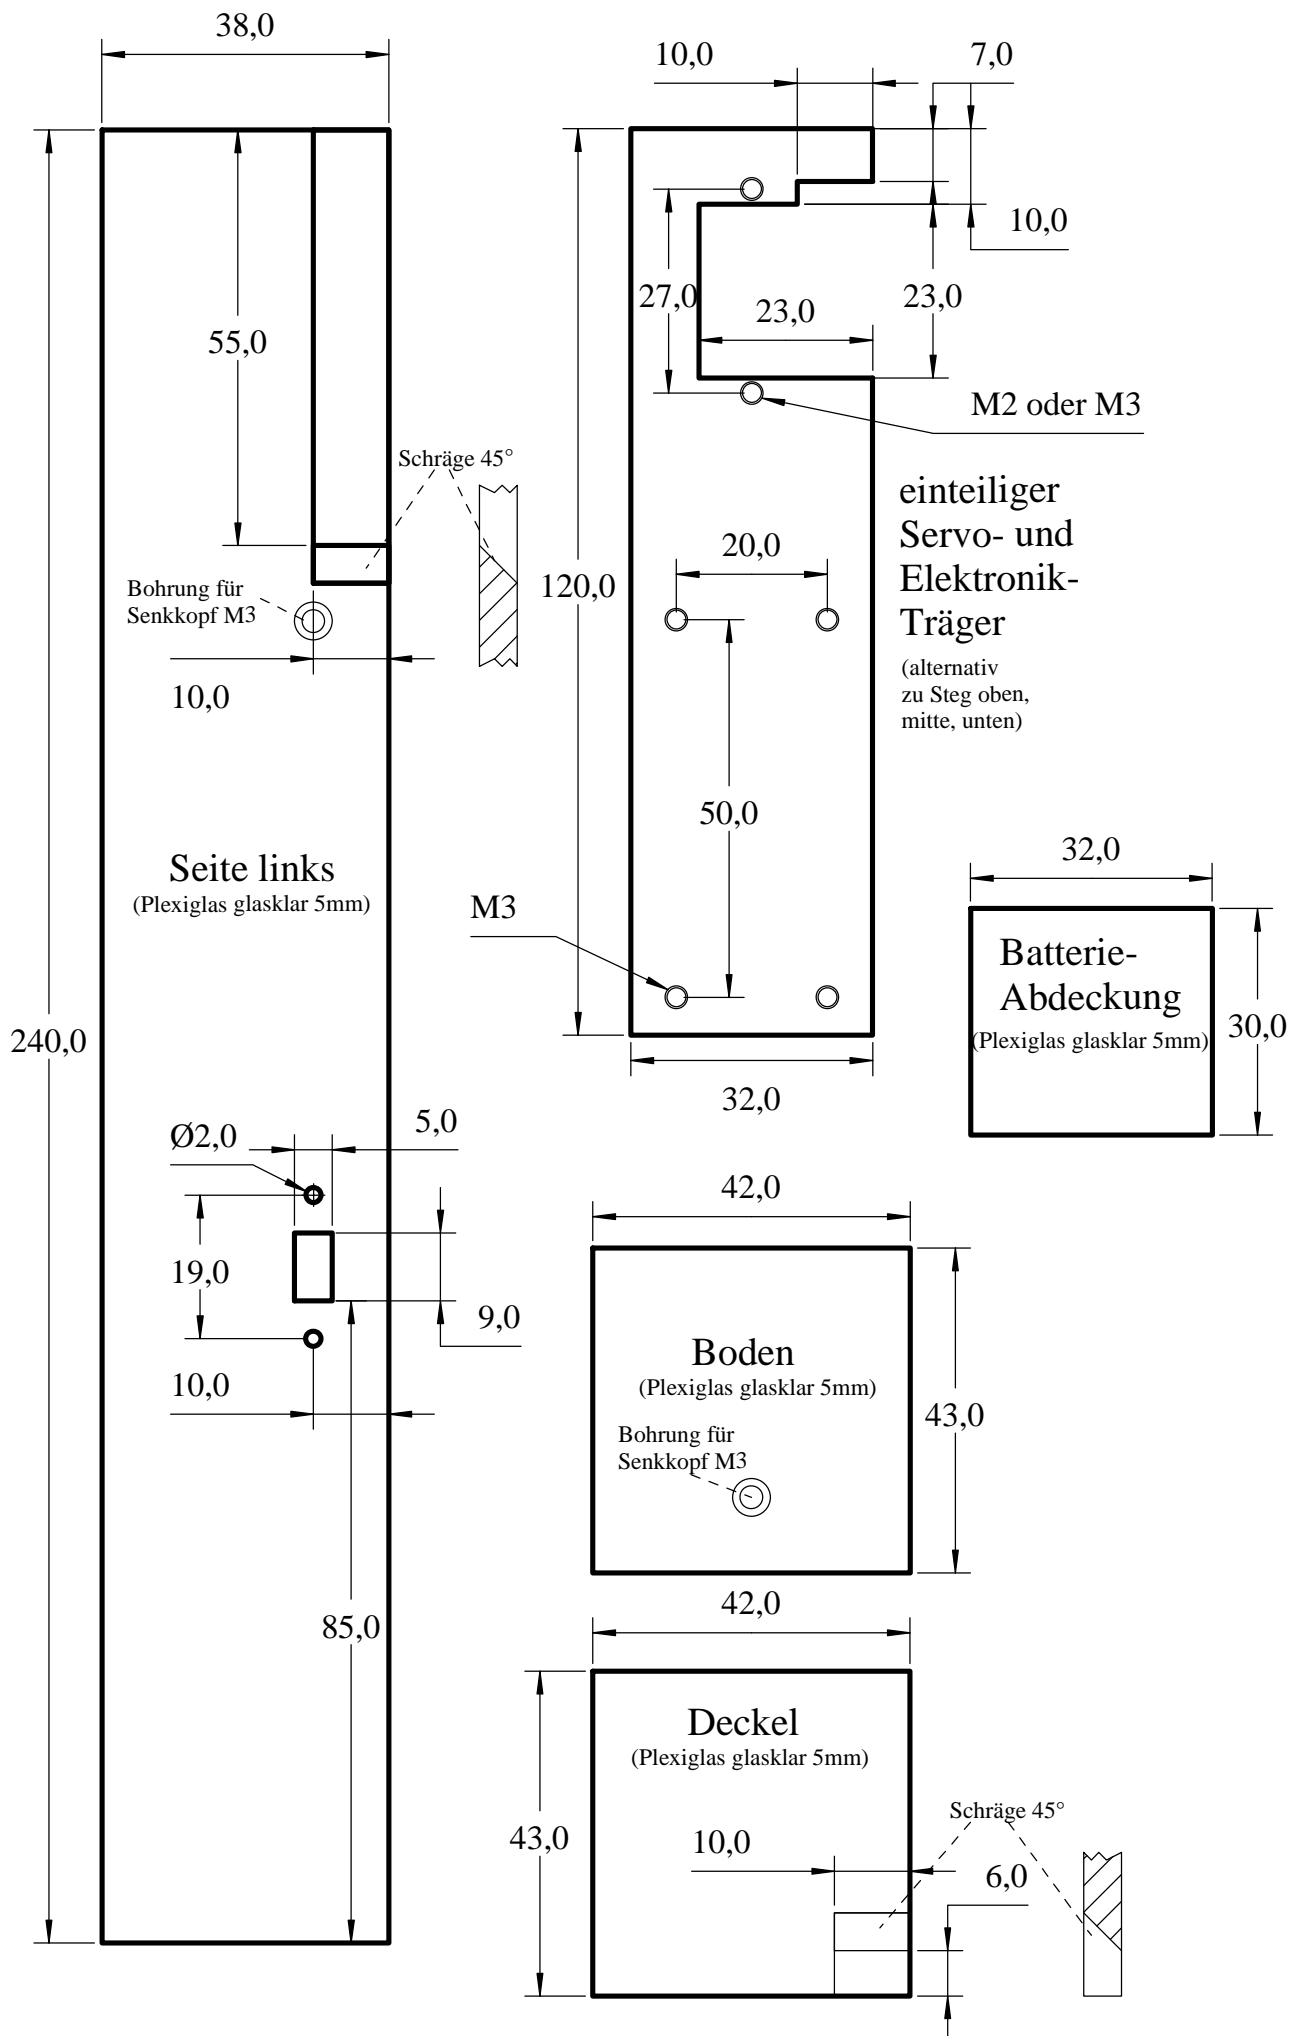 38,0
10,0
7,0
10,0
27,0
23,0
23,0
55,0
M2 oder M3
Schräge 45°
einteiliger
Servo- und
Elektronik-
Träger
(alternativ
zu Steg oben,
mitte, unten)
20,0
120,0
Bohrung für
Senkkopf M3
10,0
50,0
Seite links
(Plexiglas glasklar 5mm)
M3
32,0
Batterie-
Abdeckung
(Plexiglas glasklar 5mm)
30,0
240,0
32,0
Ø2,0
5,0
19,0
9,0
10,0
85,0
42,0
Boden
(Plexiglas glasklar 5mm)
Bohrung für
Senkkopf M3
43,0
42,0
Deckel
(Plexiglas glasklar 5mm)
43,0
10,0
Schräge 45°
6,0